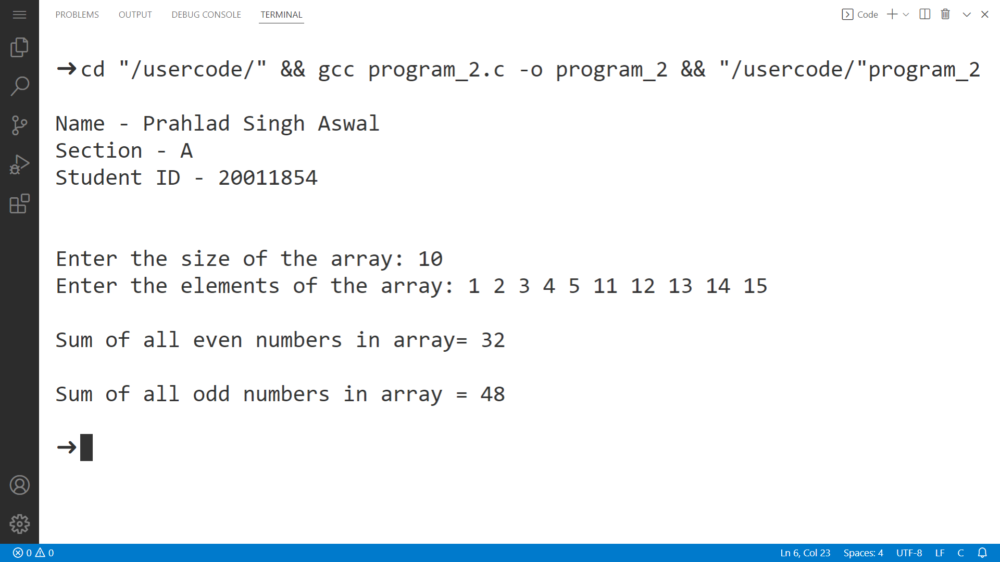 PROBLEMS OUTPUT DEBUG CONSOLE TERMINAL Code
➜cd "/usercode/" && gcc program_2.c -o program_2 && "/usercode/"program_2
Name - Prahlad Singh Aswal
Section - A
Student ID - 20011854
Enter the size of the array: 10
Enter the elements of the array: 1 2 3 4 5 11 12 13 14 15
Sum of all even numbers in array= 32
Sum of all odd numbers in array = 48
➜
0 0 Ln 6, Col 23 Spaces: 4 UTF-8 LF C